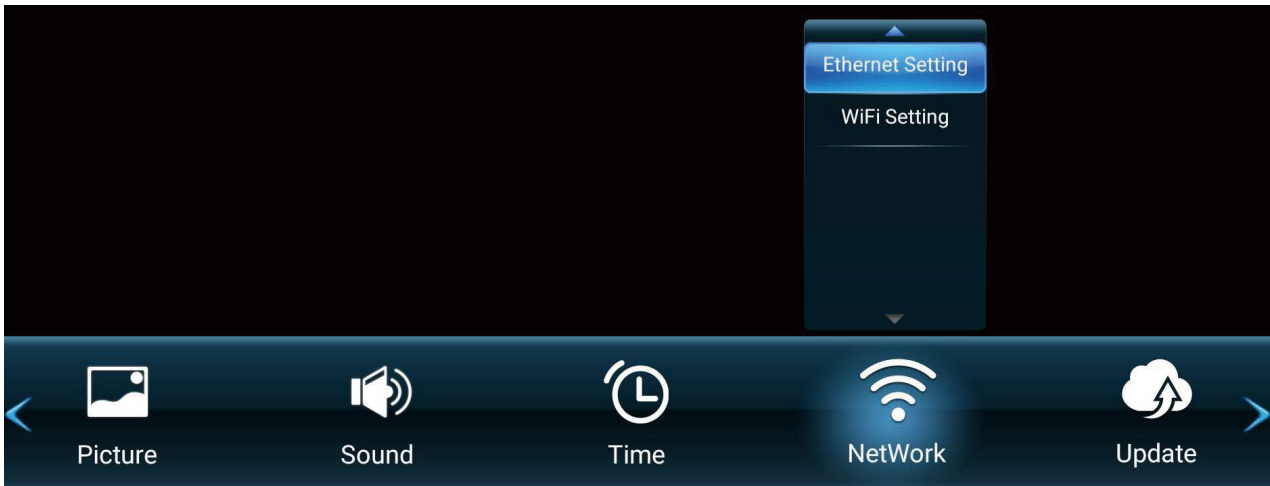 Ethernet Setting
WiFi Setting
Picture
Sound
Time
NetWork
Update